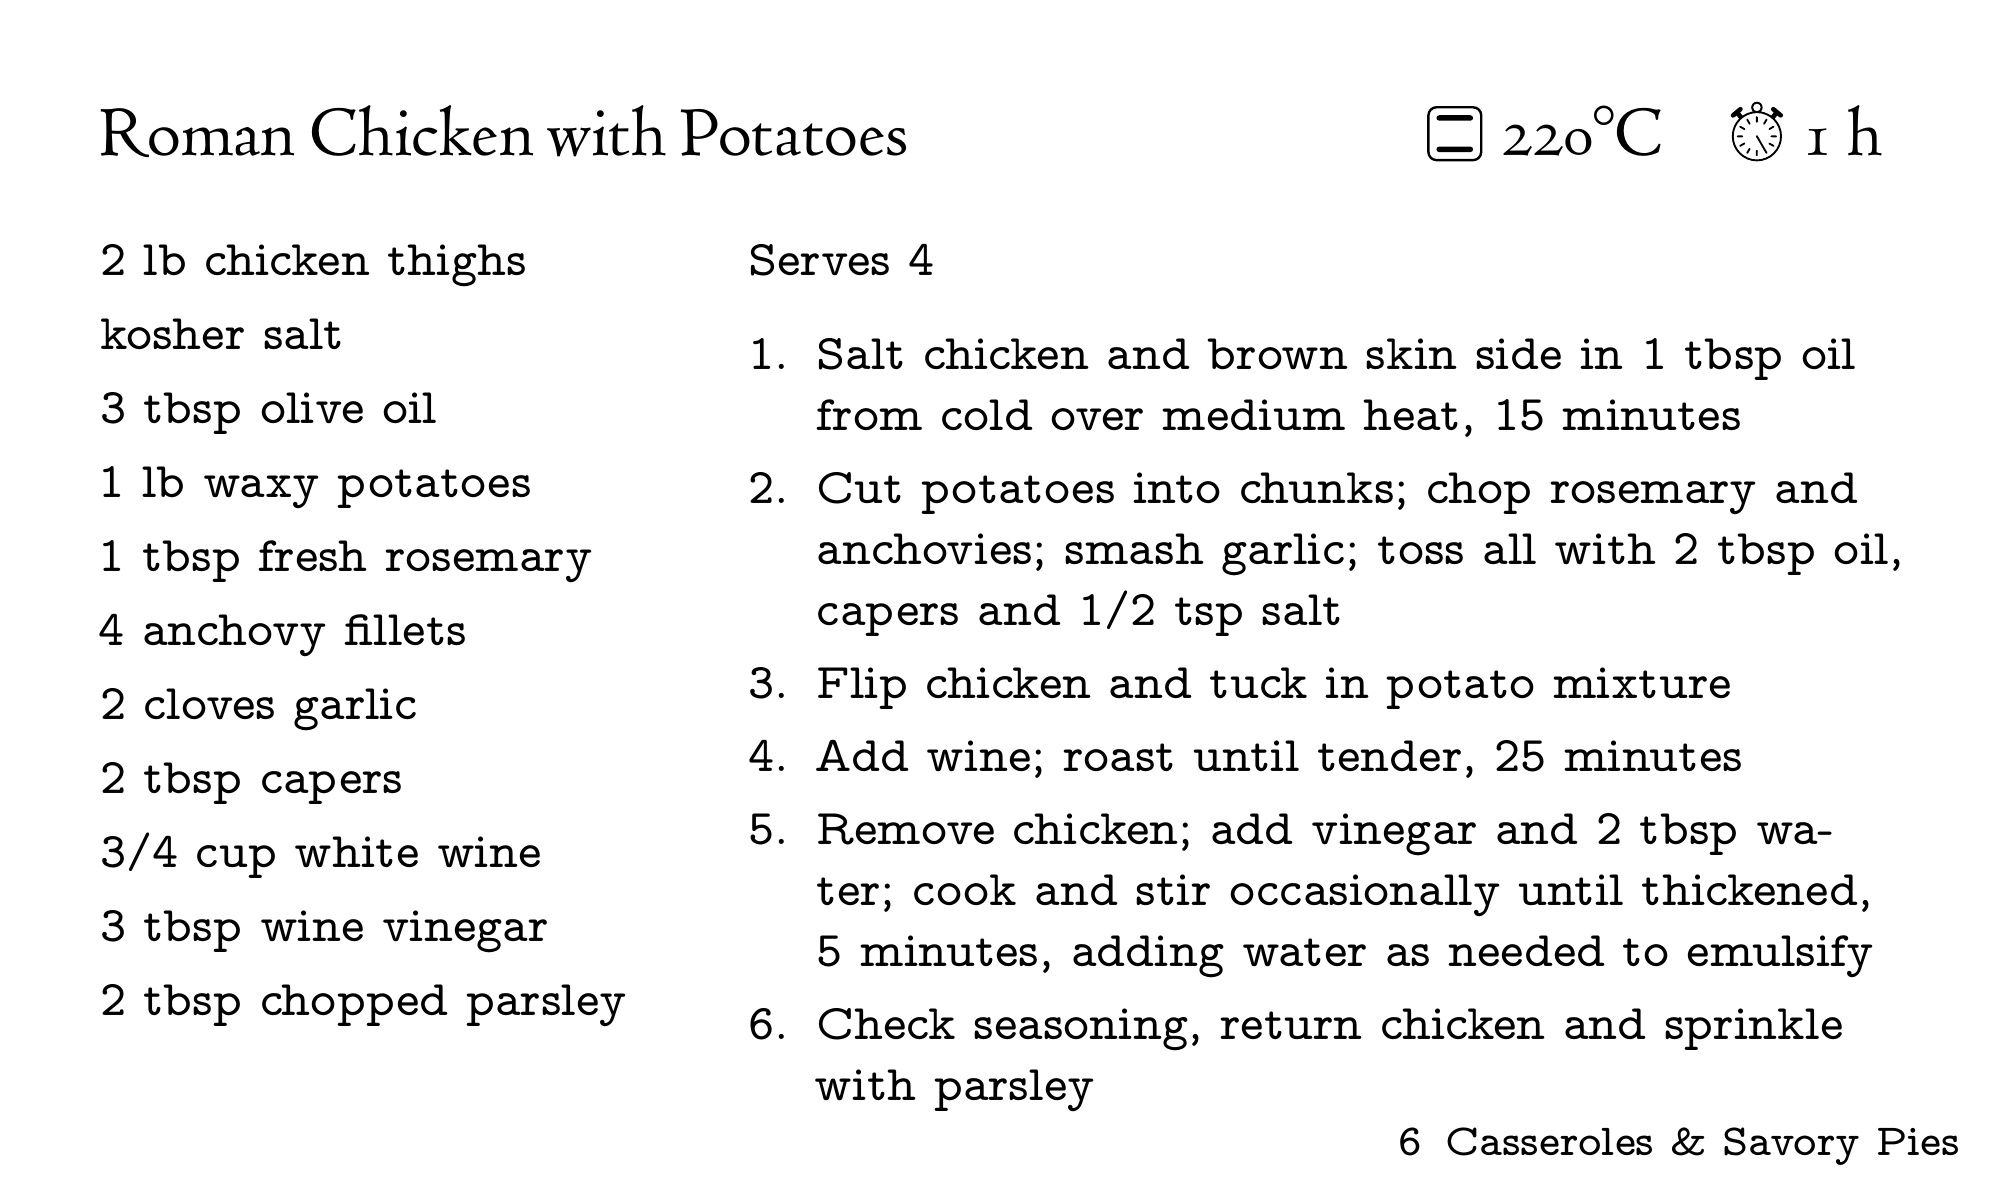 Roman Chicken with Potatoes
220°C 1 h
2 lb chicken thighs
kosher salt
3 tbsp olive oil
1 lb waxy potatoes
1 tbsp fresh rosemary
4 anchovy fillets
2 cloves garlic
2 tbsp capers
3/4 cup white wine
3 tbsp wine vinegar
2 tbsp chopped parsley
Serves 4
1. Salt chicken and brown skin side in 1 tbsp oil
from cold over medium heat, 15 minutes
2. Cut potatoes into chunks; chop rosemary and
anchovies; smash garlic; toss all with 2 tbsp oil,
capers and 1/2 tsp salt
3. Flip chicken and tuck in potato mixture
4. Add wine; roast until tender, 25 minutes
5. Remove chicken; add vinegar and 2 tbsp wa-
ter; cook and stir occasionally until thickened,
5 minutes, adding water as needed to emulsify
6. Check seasoning, return chicken and sprinkle
with parsley
6 Casseroles & Savory Pies